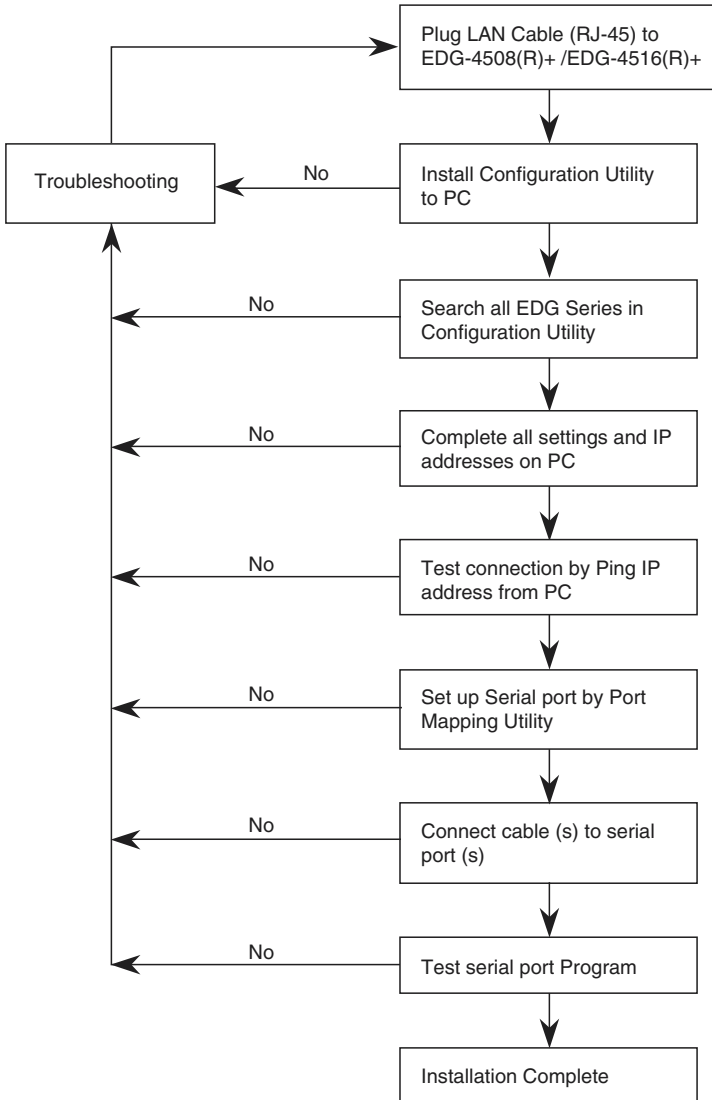 Plug LAN Cable (RJ-45) to
EDG-4508(R)+ /EDG-4516(R)+
Troubleshooting
No
Install Configuration Utility
to PC
No
Search all EDG Series in
Configuration Utility
No
Complete all settings and IP
addresses on PC
No
Test connection by Ping IP
address from PC
No
Set up Serial port by Port
Mapping Utility
No
Connect cable (s) to serial
port (s)
No
Test serial port Program
Installation Complete